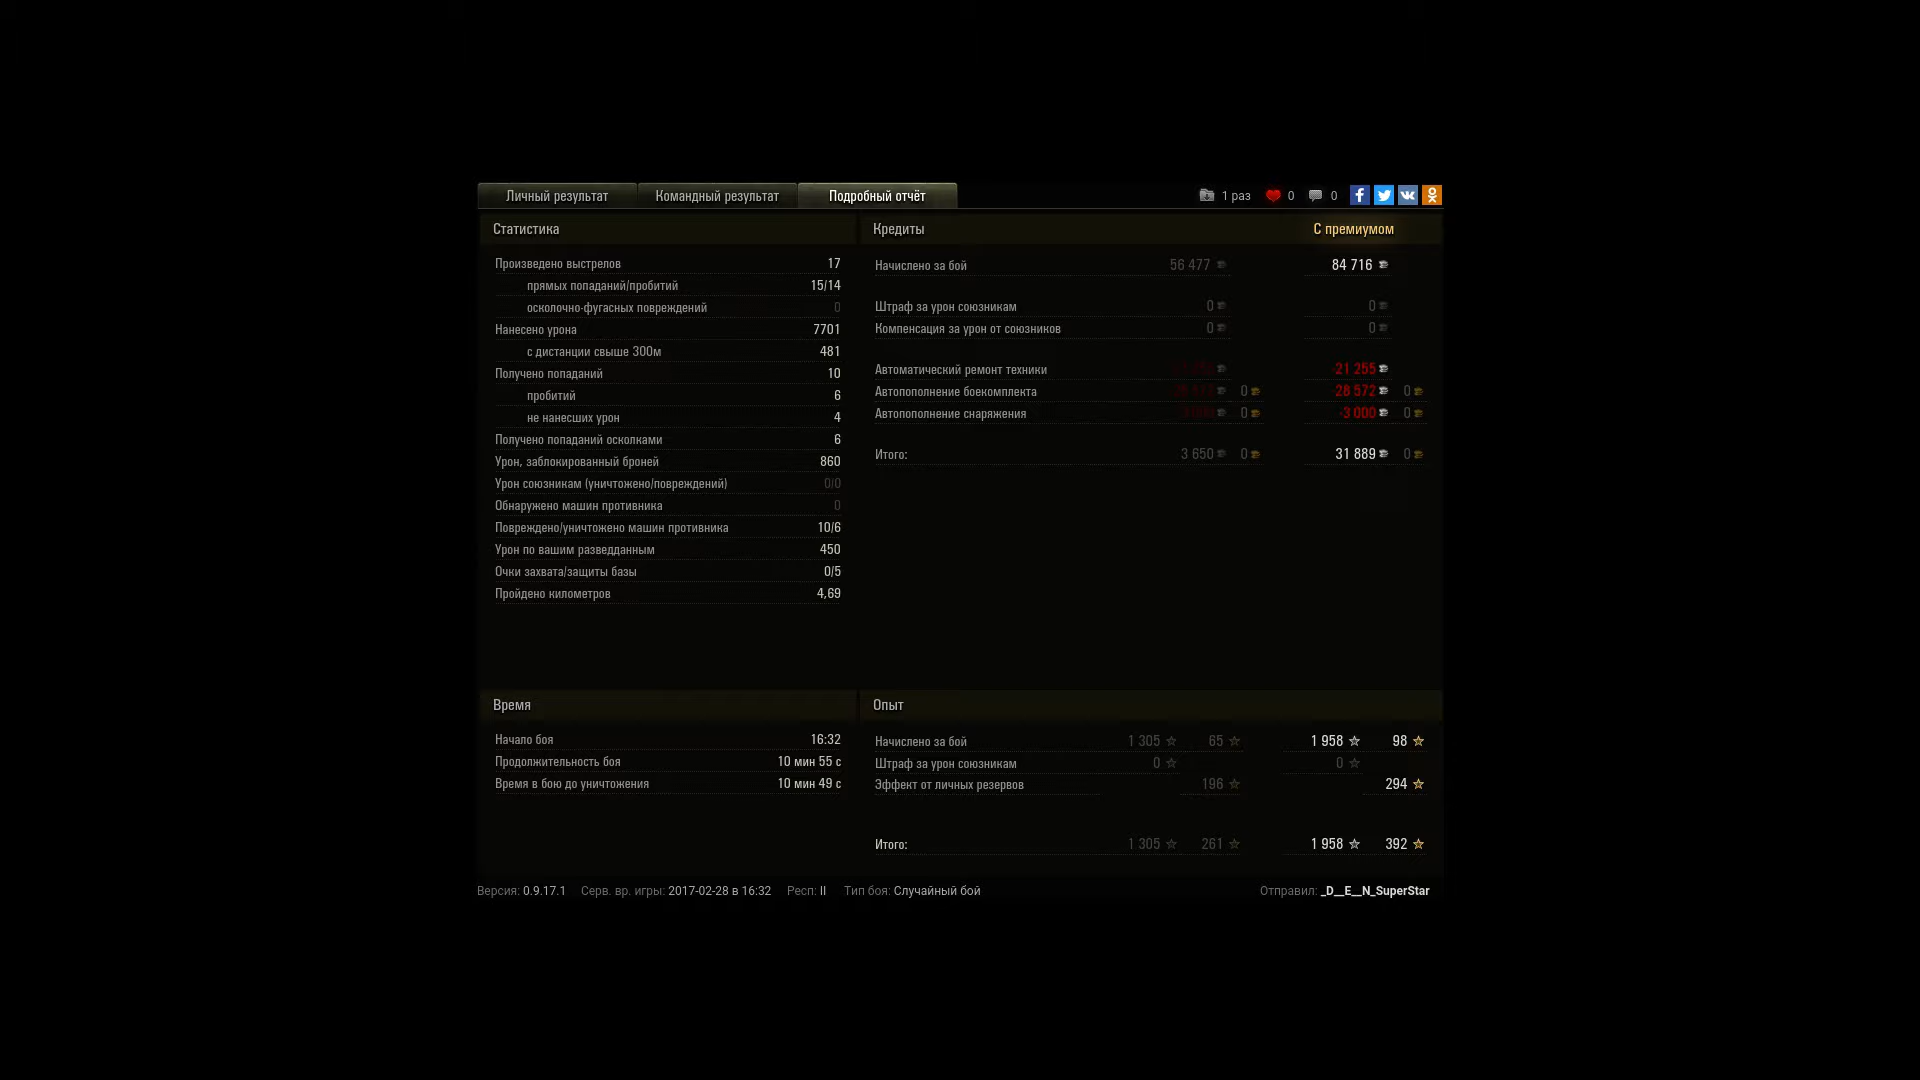 Личный результат Командный результат Подробный отчёт 1 раз 0 0
Статистика
Произведено выстрелов 17
прямых попаданий/пробитий 15/14
осколочно-фугасных повреждений 0
Нанесено урона 7701
с дистанции свыше 300м 481
Получено попаданий 10
пробитий 6
не нанесших урон 4
Получено попаданий осколками 6
Урон, заблокированный броней 860
Урон союзникам (уничтожено/повреждений) 0/0
Обнаружено машин противника 0
Повреждено/уничтожено машин противника 10/6
Урон по вашим разведданным 450
Очки захвата/защиты базы 0/5
Пройдено километров 4,69
Кредиты С премиумом
Начислено за бой 56 477 84 716
Штраф за урон союзникам 0 0
Компенсация за урон от союзников 0 0
Автоматический ремонт техники -21 255
Автопополнение боекомплекта 0 -28 572 0
Автопополнение снаряжения 0 -3 000 0
Итого: 3 650 0 31 889 0
Время
Начало боя 16:32
Продолжительность боя 10 мин 55 с
Время в бою до уничтожения 10 мин 49 с
Опыт
Начислено за бой 1 305 65 1 958 98
Штраф за урон союзникам 0 0
Эффект от личных резервов 196 294
Итого: 1 305 261 1 958 392
Версия: 0.9.17.1 Серв. вр. игры: 2017-02-28 в 16:32 Респ: II Тип боя: Случайный бой Отправил: _D__E__N_SuperStar